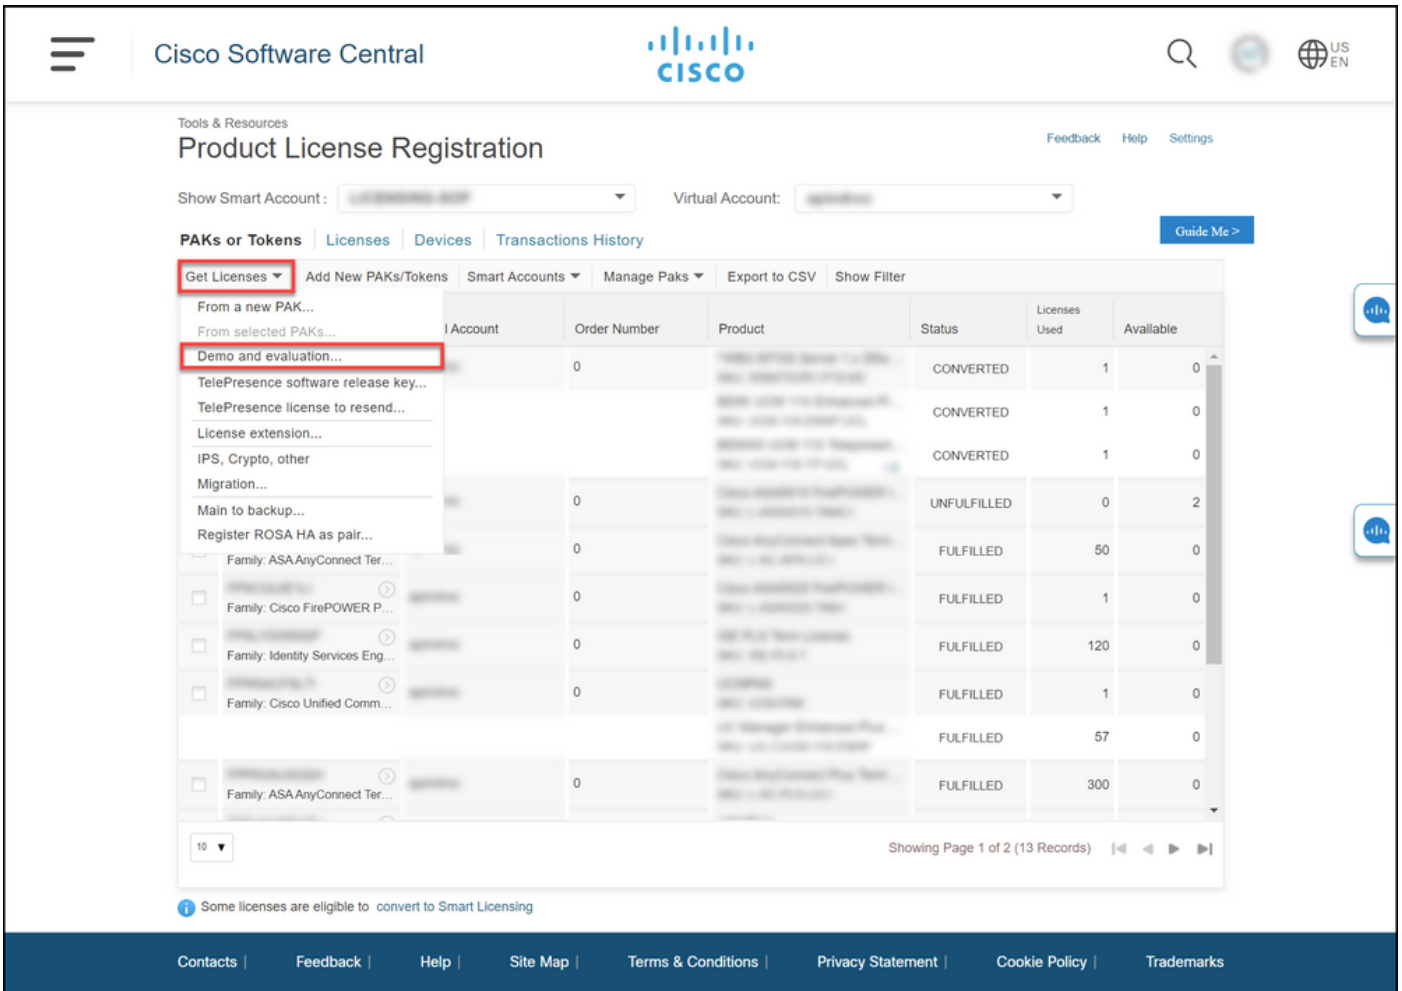 Cisco Software Central
CISCO
US
EN
Tools & Resources
Product License Registration
Feedback Help Settings
Show Smart Account :
Virtual Account:
PAKs or Tokens Licenses Devices Transactions History
Guide Me >
Get Licenses Add New PAKs/Tokens Smart Accounts Manage Paks Export to CSV Show Filter
From a new PAK...
From selected PAKs...
Demo and evaluation...
TelePresence software release key...
TelePresence license to resend...
License extension...
IPS, Crypto, other
Migration...
Main to backup...
Register ROSA HA as pair...
l Account Order Number Product Status Licenses Used Available
0 CONVERTED 1 0
CONVERTED 1 0
CONVERTED 1 0
0 UNFULFILLED 0 2
Family: ASA AnyConnect Ter... 0 FULFILLED 50 0
Family: Cisco FirePOWER P... 0 FULFILLED 1 0
Family: Identity Services Eng... 0 FULFILLED 120 0
Family: Cisco Unified Comm... 0 FULFILLED 1 0
FULFILLED 57 0
Family: ASA AnyConnect Ter... 0 FULFILLED 300 0
10
Showing Page 1 of 2 (13 Records)
Some licenses are eligible to convert to Smart Licensing
Contacts | Feedback | Help | Site Map | Terms & Conditions | Privacy Statement | Cookie Policy | Trademarks